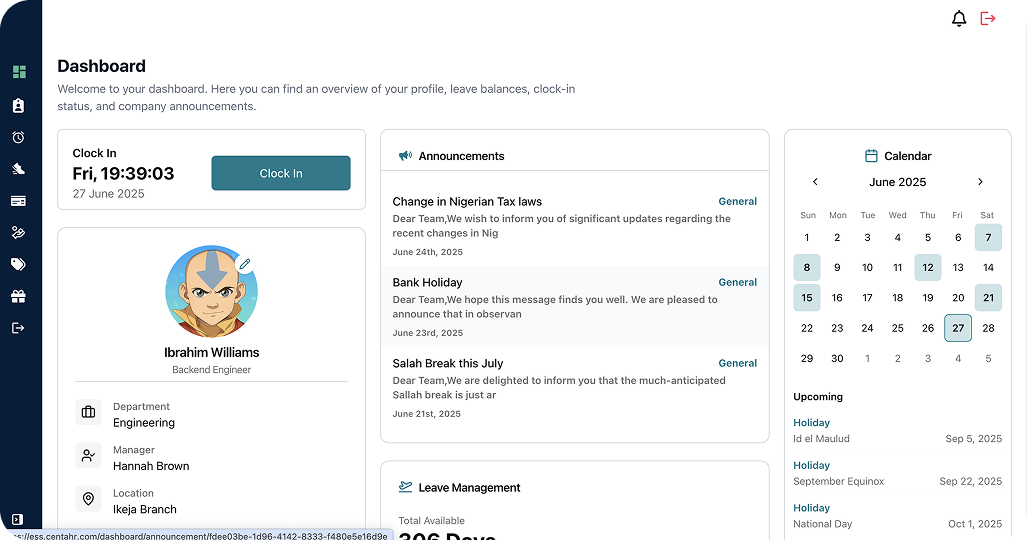 Dashboard
Welcome to your dashboard. Here you can find an overview of your profile, leave balances, clock-in
status, and company announcements.
Clock In
Fri, 19:39:03
27 June 2025
Clock In
Ibrahim Williams
Backend Engineer
Department
Engineering
Manager
Hannah Brown
Location
Ikeja Branch
Announcements
Change in Nigerian Tax laws General
Dear Team,We wish to inform you of significant updates regarding the
recent changes in Nig
June 24th, 2025
Bank Holiday General
Dear Team,We hope this message finds you well. We are pleased to
announce that in observan
June 23rd, 2025
Salah Break this July General
Dear Team,We are delighted to inform you that the much-anticipated
Sallah break is just ar
June 21st, 2025
Leave Management
Total Available
306 Days
Calendar
June 2025
Sun Mon Tue Wed Thu Fri Sat
1 2 3 4 5 6 7
8 9 10 11 12 13 14
15 16 17 18 19 20 21
22 23 24 25 26 27 28
29 30 1 2 3 4 5
Upcoming
Holiday
Id el Maulud Sep 5, 2025
Holiday
September Equinox Sep 22, 2025
Holiday
National Day Oct 1, 2025
s://ess.centahr.com/dashboard/announcement/fdee03be-1d96-4142-8333-f480e5e16d9e